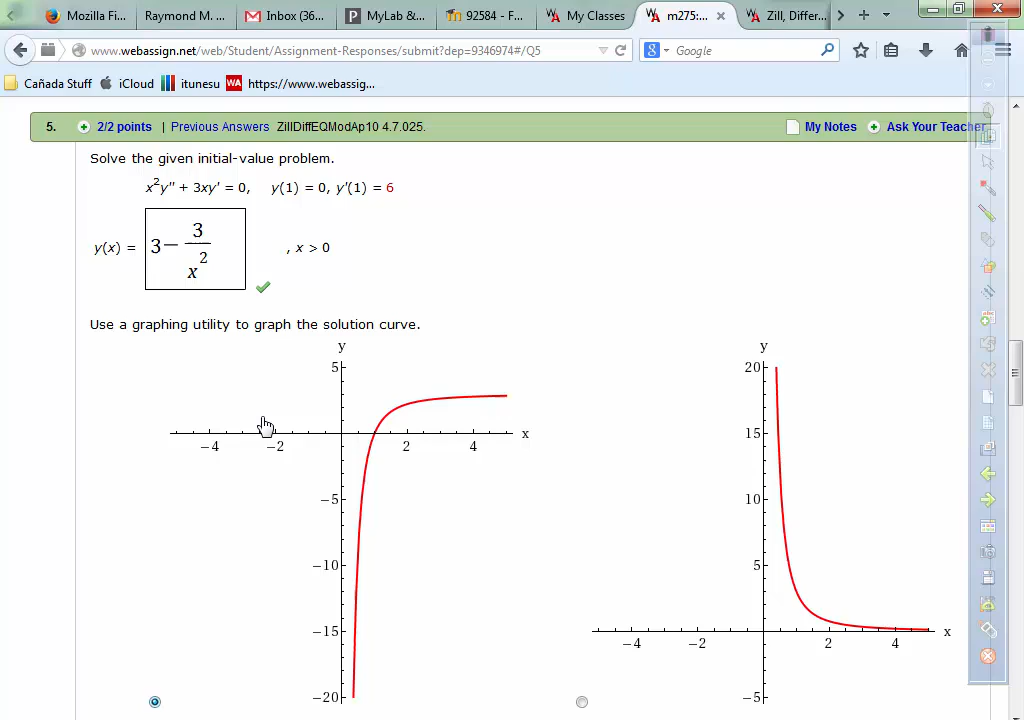 Mozilla Fi... Raymond M. ... Inbox (36... MyLab &... 92584 - F... My Classes m275:... Zill, Differ...
www.webassign.net/web/Student/Assignment-Responses/submit?dep=9346974#/Q5 Google
Cañada Stuff iCloud itunesu https://www.webassig...
5. 2/2 points | Previous Answers ZillDiffEQModAp10 4.7.025. My Notes Ask Your Teacher
Solve the given initial-value problem.
x²y'' + 3xy' = 0, y(1) = 0, y'(1) = 6
y(x) = 3 − 3/x² , x > 0
Use a graphing utility to graph the solution curve.
y y
5 20
x 15
−4 −2 2 4
−5 10
−10 5
−15 x
−4 −2 2 4
−20 −5